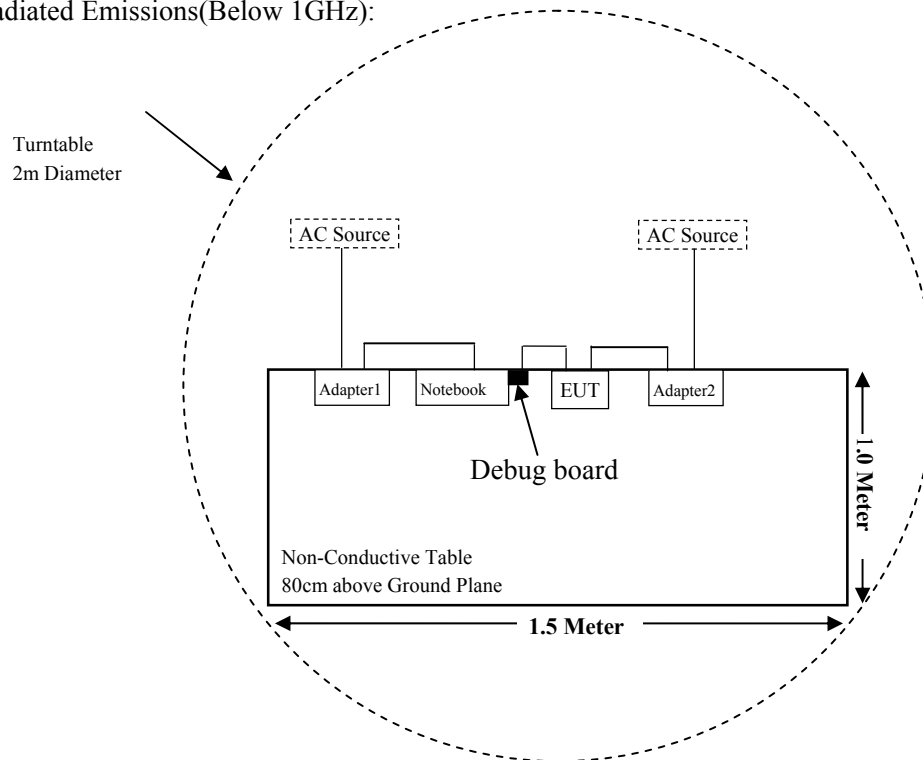 adiated Emissions(Below 1GHz):
Turntable
2m Diameter
AC Source
AC Source
Adapter1
Notebook
EUT
Adapter2
Debug board
1.0 Meter
Non-Conductive Table
80cm above Ground Plane
1.5 Meter